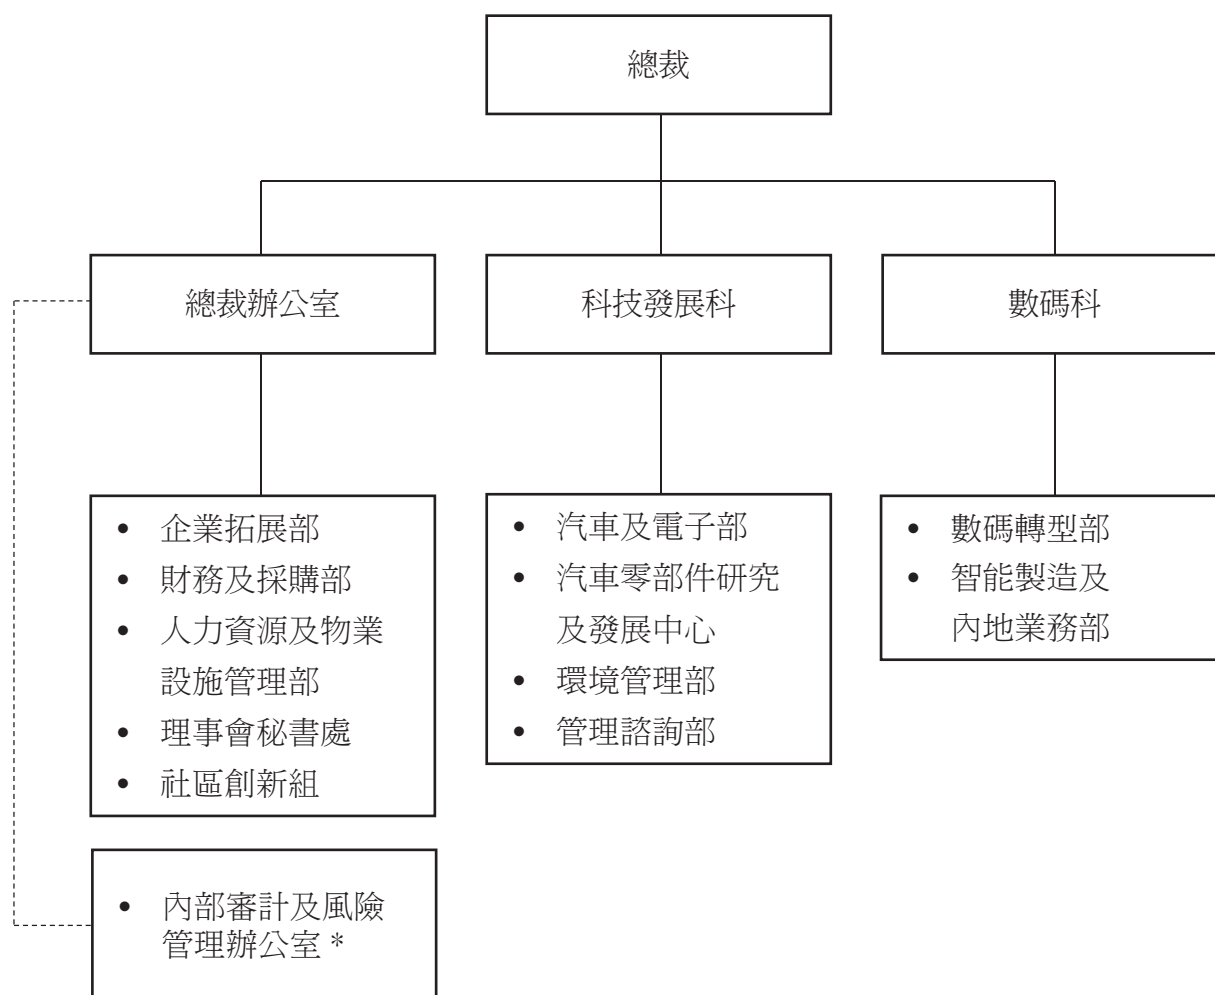 總裁
總裁辦公室
科技發展科
數碼科
• 企業拓展部
• 財務及採購部
• 人力資源及物業
設施管理部
• 理事會秘書處
• 社區創新組
• 汽車及電子部
• 汽車零部件研究
及發展中心
• 環境管理部
• 管理諮詢部
• 數碼轉型部
• 智能製造及
內地業務部
• 內部審計及風險
管理辦公室 *